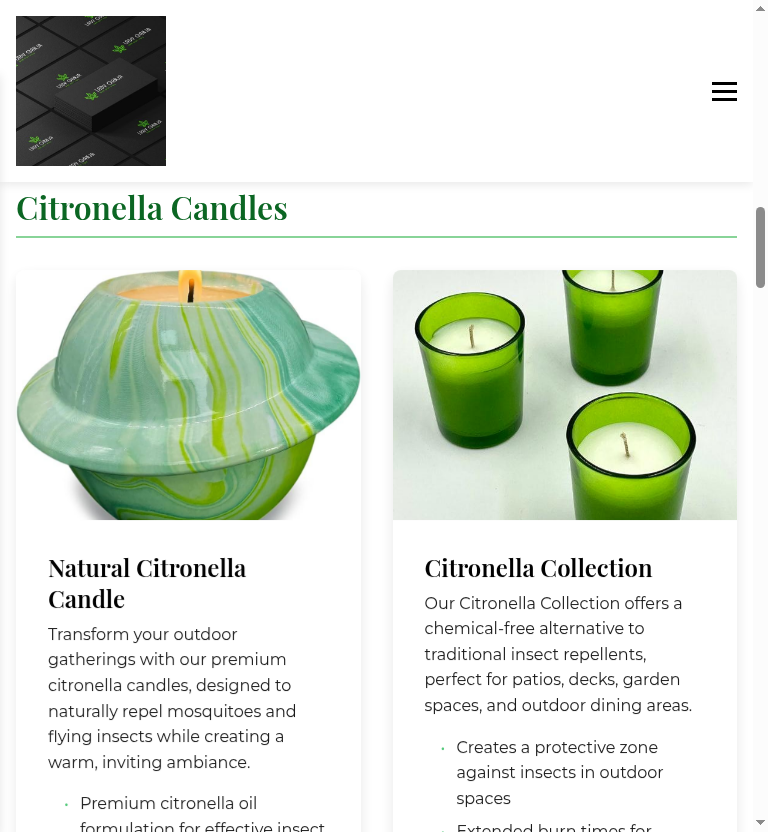 Citronella Candles
Natural Citronella
Candle
Transform your outdoor
gatherings with our premium
citronella candles, designed to
naturally repel mosquitoes and
flying insects while creating a
warm, inviting ambiance.
Premium citronella oil
formulation for effective insect
Citronella Collection
Our Citronella Collection offers a
chemical-free alternative to
traditional insect repellents,
perfect for patios, decks, garden
spaces, and outdoor dining areas.
Creates a protective zone
against insects in outdoor
spaces
Extended burn times for